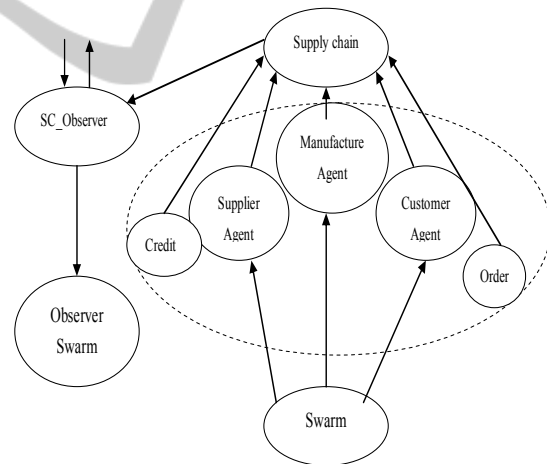 Supply chain
SC_Observer
Manufacture
Agent
Supplier
Agent
Customer
Agent
Credit
Order
Observer
Swarm
Swarm